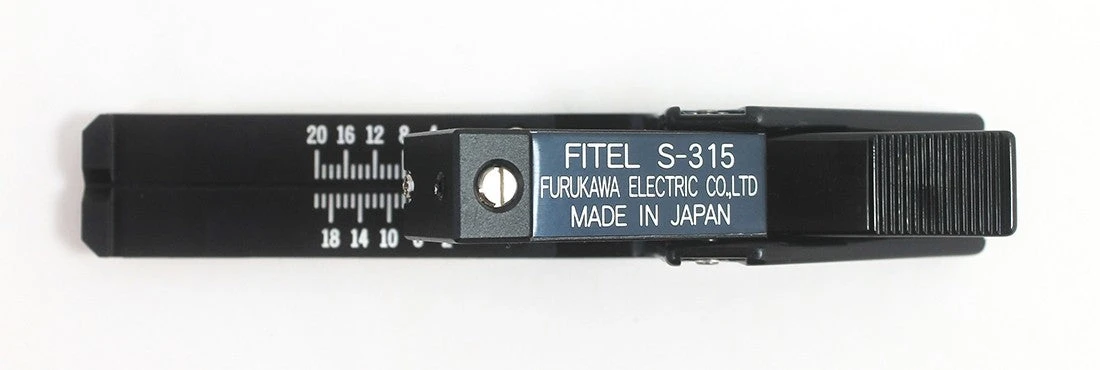 20 16 12 8
FITEL S-315
FURUKAWA ELECTRIC CO.,LTD
MADE IN JAPAN
18 14 10